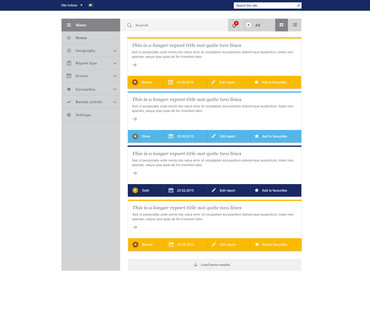 Site Actions
Search this site...
Menu
Search
All
Home
Geography
Report type
Events
Favourites
Recent activity
Settings
This is a longer report title not quite two lines
Sed ut perspiciatis unde omnis iste natus error sit voluptatem accusantium doloremque laudantium, totam rem
aperiam, eaque ipsa quae ab illo inventore vitae.
Bronze
23.02.2015
Edit report
Add to favourites
This is a longer report title not quite two lines
Sed ut perspiciatis unde omnis iste natus error sit voluptatem accusantium doloremque laudantium, totam rem
aperiam, eaque ipsa quae ab illo inventore vitae.
Silver
23.02.2015
Edit report
Add to favourites
This is a longer report title not quite two lines
Sed ut perspiciatis unde omnis iste natus error sit voluptatem accusantium doloremque laudantium, totam rem
aperiam, eaque ipsa quae ab illo inventore vitae.
Gold
23.02.2015
Edit report
Add to favourites
This is a longer report title not quite two lines
Sed ut perspiciatis unde omnis iste natus error sit voluptatem accusantium doloremque laudantium, totam rem
aperiam, eaque ipsa quae ab illo inventore vitae.
Bronze
23.02.2015
Edit report
Add to favourites
Load more results